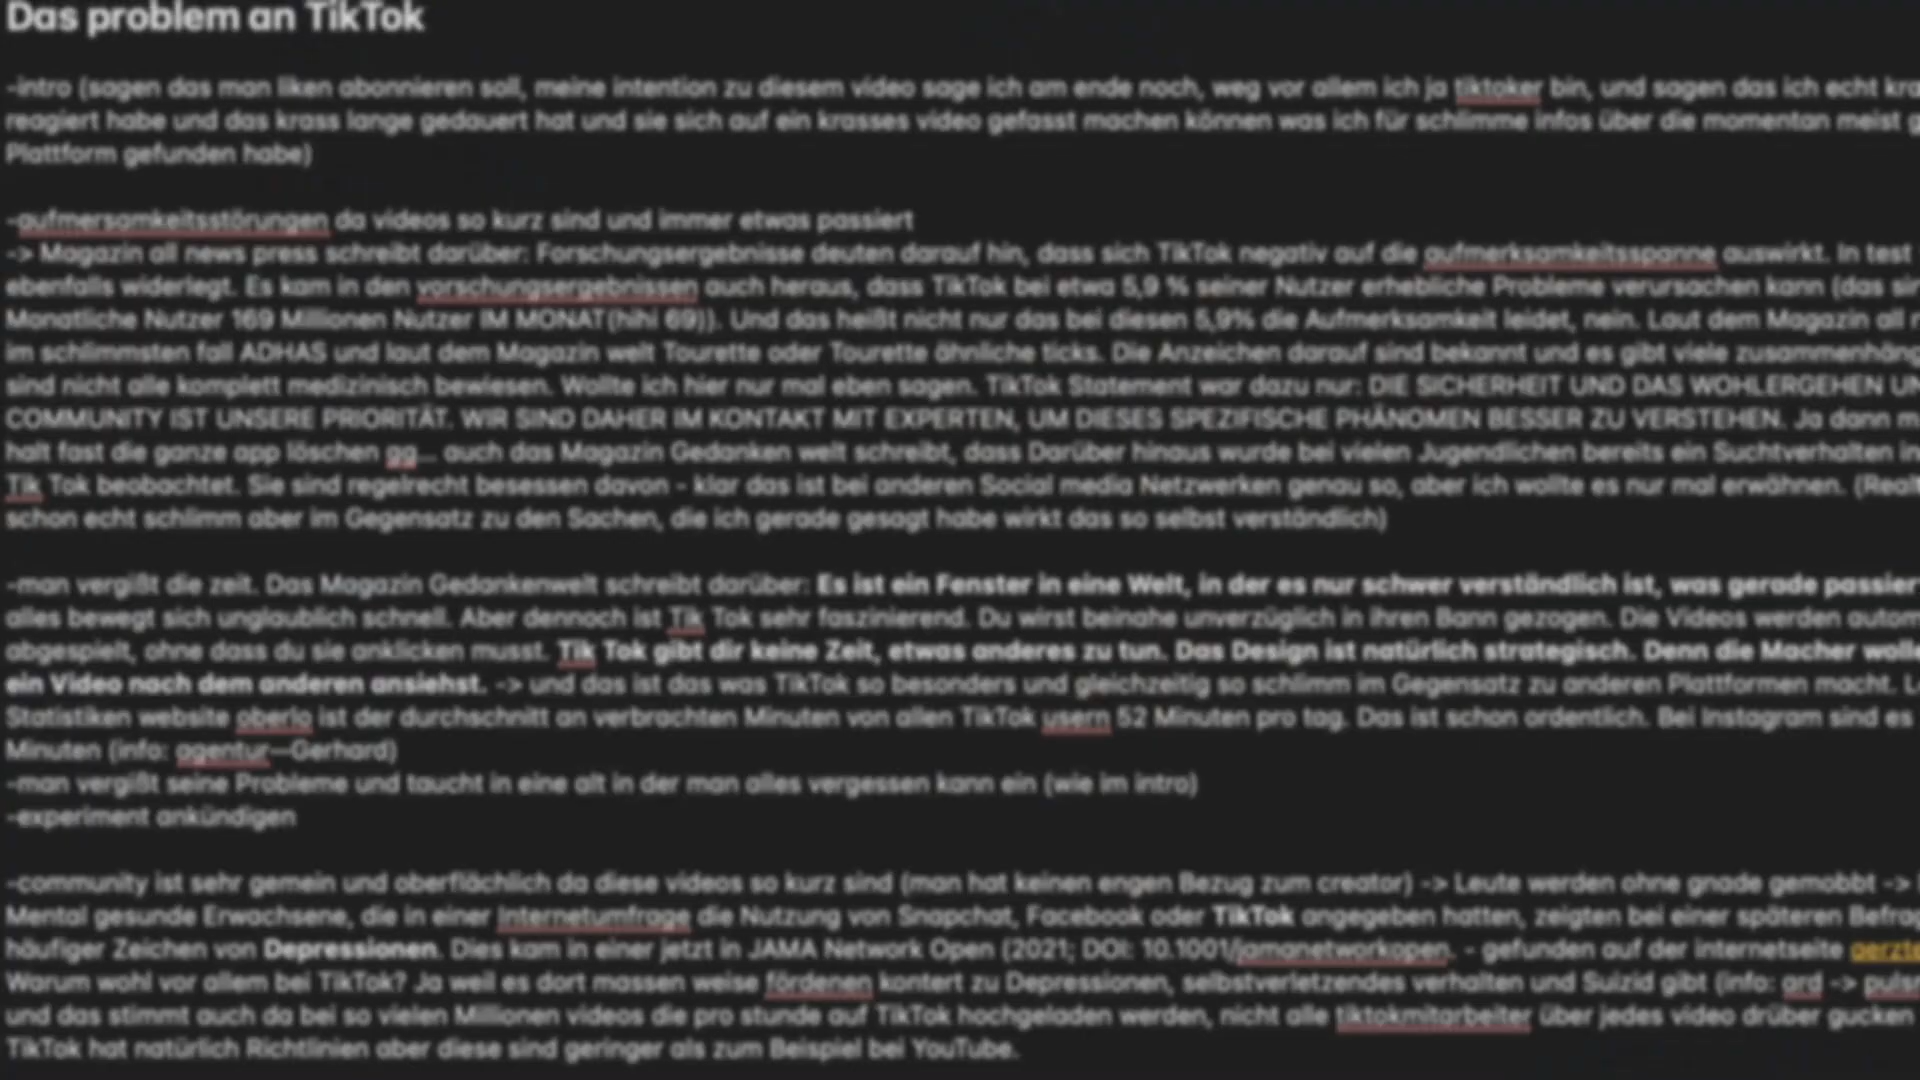 Das problem an TikTok
-intro (sagen das man liken abonnieren soll, meine intention zu diesem video sage ich am ende noch, weg vor allem ich ja tiktoker bin, und sagen das ich echt
reagiert habe und das krass lange gedauert hat und sie sich auf ein krasses video gefasst machen können was ich für schlimme infos über die momentan meist
Plattform gefunden habe)
-aufmersamkeitsstörungen da videos so kurz sind und immer etwas passiert
-> Magazin all news press schreibt darüber: Forschungsergebnisse deuten darauf hin, dass sich TikTok negativ auf die aufmerksamkeitsspanne auswirkt. In test
ebenfalls widerlegt. Es kam in den vorschungsergebnissen auch heraus, dass TikTok bei etwa 5,9 % seiner Nutzer erhebliche Probleme verursachen kann (das
Monatliche Nutzer 169 Millionen Nutzer IM MONAT(hihi 69)). Und das heißt nicht nur das bei diesen 5,9% die Aufmerksamkeit leidet, nein. Laut dem Magazin all
im schlimmsten fall ADHAS und laut dem Magazin welt Tourette oder Tourette ähnliche ticks. Die Anzeichen darauf sind bekannt und es gibt viele
sind nicht alle komplett medizinisch bewiesen. Wollte ich hier nur mal eben sagen. TikTok Statement war dazu nur: DIE SICHERHEIT UND DAS WOHLERGEHEN
COMMUNITY IST UNSERE PRIORITÄT. WIR SIND DAHER IM KONTAKT MIT EXPERTEN, UM DIESES SPEZIFISCHE PHÄNOMEN BESSER ZU VERSTEHEN. Ja dann
halt fast die ganze app löschen gg... auch das Magazin Gedanken welt schreibt, dass Darüber hinaus wurde bei vielen Jugendlichen bereits ein Suchtverhalten
Tik Tok beobachtet. Sie sind regelrecht besessen davon - klar das ist bei anderen Social media Netzwerken genau so, aber ich wollte es nur mal erwähnen.
schon echt schlimm aber im Gegensatz zu den Sachen, die ich gerade gesagt habe wirkt das so selbst verständlich)
-man vergißt die zeit. Das Magazin Gedankenwelt schreibt darüber: Es ist ein Fenster in eine Welt, in der es nur schwer verständlich ist, was gerade
alles bewegt sich unglaublich schnell. Aber dennoch ist Tik Tok sehr faszinierend. Du wirst beinahe unverzüglich in ihren Bann gezogen. Die Videos werden
abgespielt, ohne dass du sie anklicken musst. Tik Tok gibt dir keine Zeit, etwas anderes zu tun. Das Design ist natürlich strategisch. Denn die Macher
ein Video nach dem anderen ansiehst. -> und das ist das was TikTok so besonders und gleichzeitig so schlimm im Gegensatz zu anderen Plattformen macht.
Statistiken website oberlo ist der durchschnitt an verbrachten Minuten von allen TikTok usern 52 Minuten pro tag. Das ist schon ordentlich. Bei Instagram sind es
Minuten (info: agentur—Gerhard)
-man vergißt seine Probleme und taucht in eine alt in der man alles vergessen kann ein (wie im intro)
-experiment ankündigen
-community ist sehr gemein und oberflächlich da diese videos so kurz sind (man hat keinen engen Bezug zum creator) -> Leute werden ohne gnade gemobbt ->
Mental gesunde Erwachsene, die in einer Internetumfrage die Nutzung von Snapchat, Facebook oder TikTok angegeben hatten, zeigten bei einer späteren
häufiger Zeichen von Depressionen. Dies kam in einer jetzt in JAMA Network Open (2021; DOI: 10.1001/jamanetworkopen. - gefunden auf der internetseite
Warum wohl vor allem bei TikTok? Ja weil es dort massen weise fördenen kontert zu Depressionen, selbstverletzendes verhalten und Suizid gibt (info: ard ->
und das stimmt auch da bei so vielen Millionen videos die pro stunde auf TikTok hochgeladen werden, nicht alle tiktokmitarbeiter über jedes video drüber gucken
TikTok hat natürlich Richtlinien aber diese sind geringer als zum Beispiel bei YouTube.